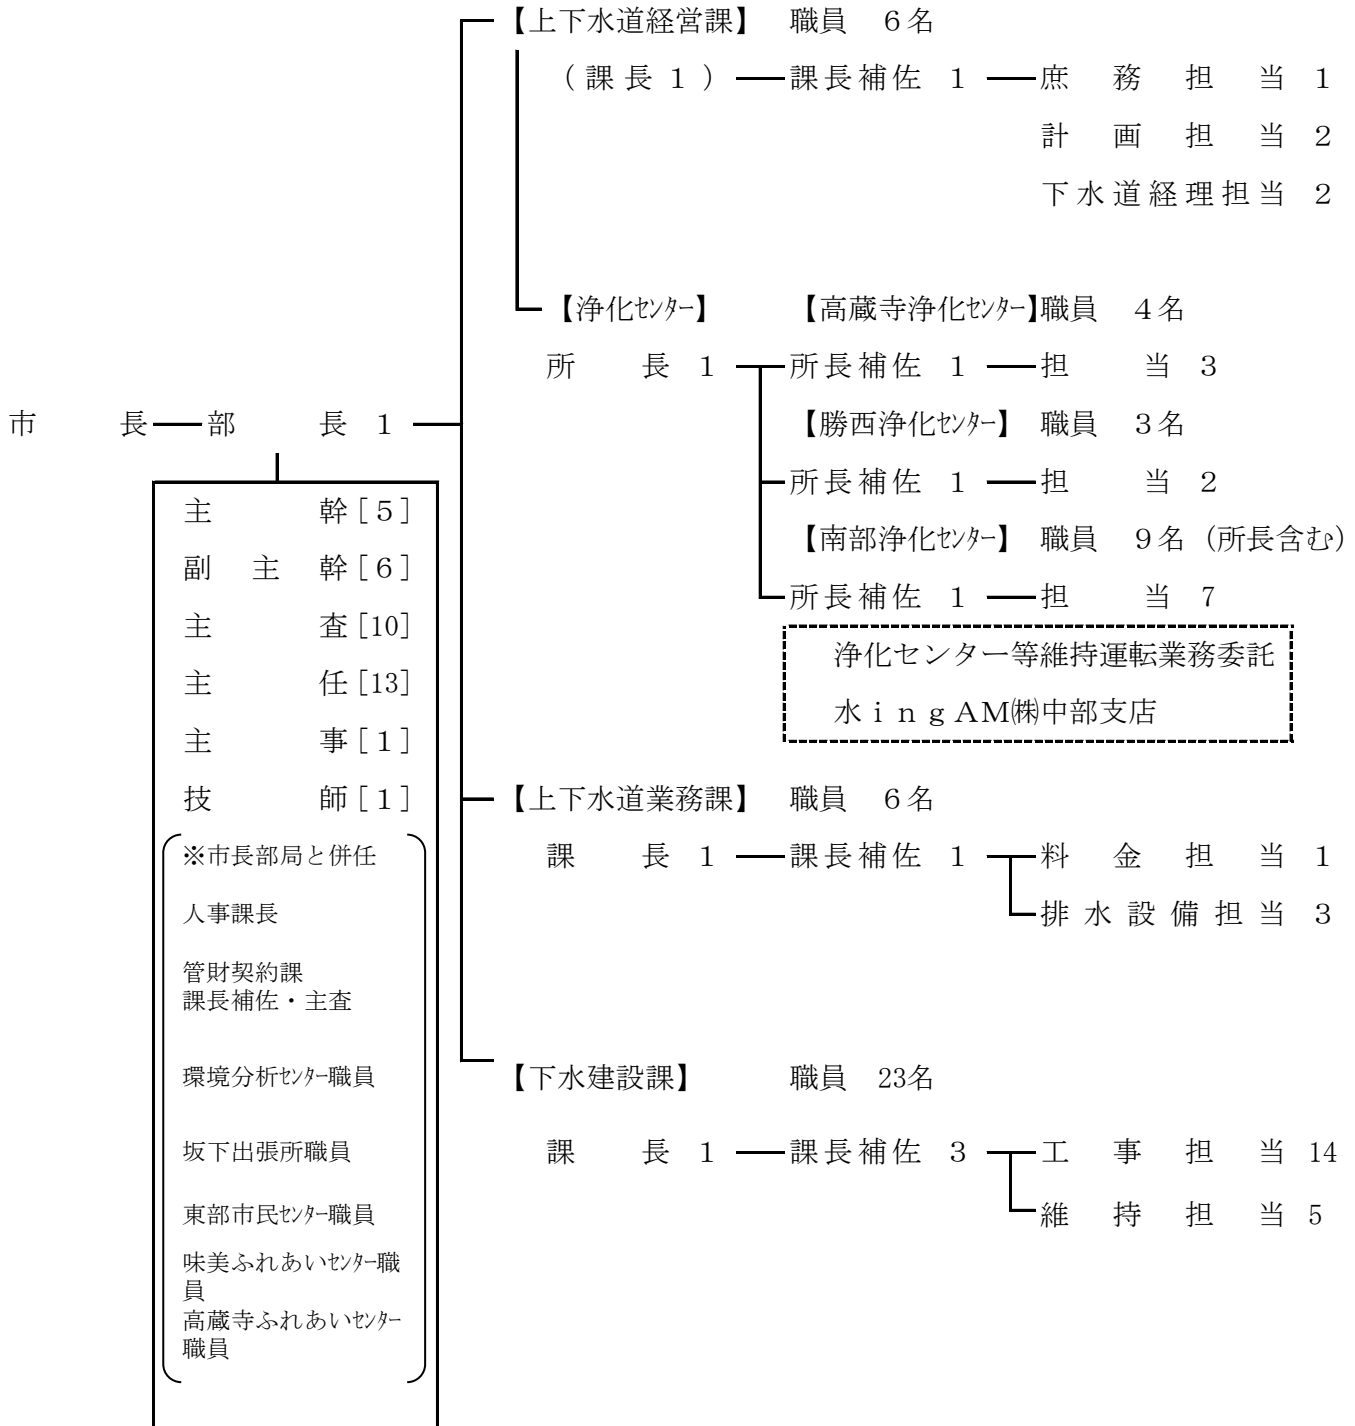 【上下水道経営課】 職員 6名
(課長1) 課長補佐 1 庶務担当 1
計画担当 2
下水道経理担当 2
【浄化ｾﾝﾀｰ】 【高蔵寺浄化ｾﾝﾀｰ】職員 4名
所長 1 所長補佐 1 担当 3
市長 部長 1
【勝西浄化ｾﾝﾀｰ】 職員 3名
所長補佐 1 担当 2
【南部浄化ｾﾝﾀｰ】 職員 9名 (所長含む)
所長補佐 1 担当 7
浄化センター等維持運転業務委託
水ingAM㈱中部支店
主幹[5]
副主幹[6]
主査[10]
主任[13]
主事[1]
技師[1]
※市長部局と併任
人事課長
管財契約課
課長補佐・主査
環境分析ｾﾝﾀｰ職員
坂下出張所職員
東部市民ｾﾝﾀｰ職員
味美ふれあいｾﾝﾀｰ職
員
高蔵寺ふれあいｾﾝﾀｰ
職員
【上下水道業務課】 職員 6名
課長 1 課長補佐 1 料金担当 1
排水設備担当 3
【下水建設課】 職員 23名
課長 1 課長補佐 3 工事担当 14
維持担当 5